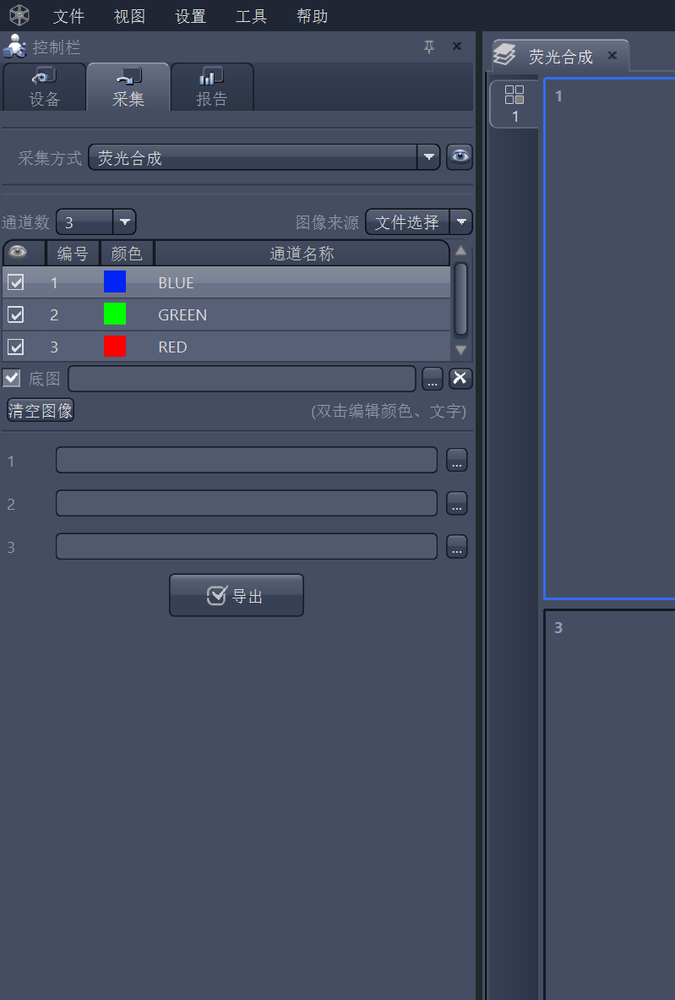 文件 视图 设置 工具 帮助
控制栏
设备 采集 报告
采集方式 荧光合成
通道数 3 图像来源 文件选择
编号 颜色 通道名称
1 BLUE
2 GREEN
3 RED
底图 ...
清空图像 (双击编辑颜色、文字)
1 ...
2 ...
3 ...
导出
荧光合成
1
1
3